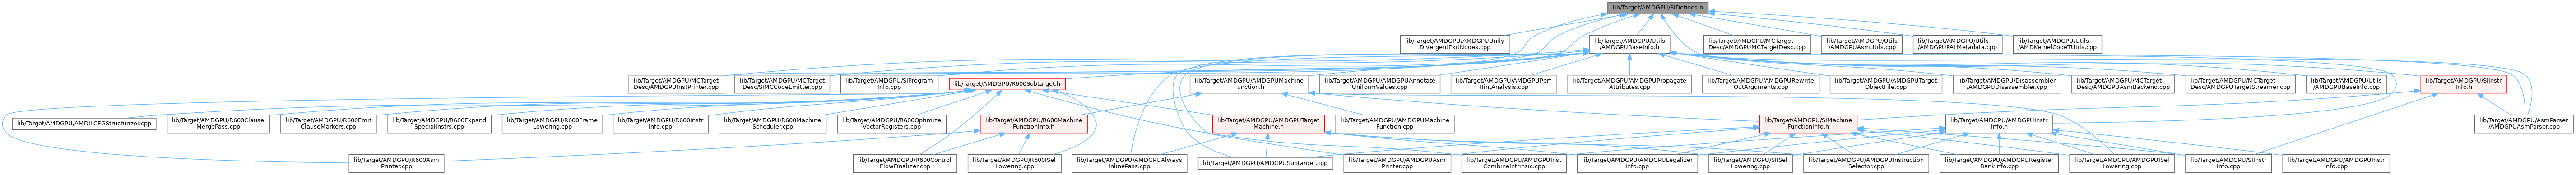 lib/Target/AMDGPU/SIDefines.h
lib/Target/AMDGPU/AMDGPUUnify
DivergentExitNodes.cpp
lib/Target/AMDGPU/Utils
/AMDGPUBaseInfo.h
lib/Target/AMDGPU/MCTarget
Desc/AMDGPUMCTargetDesc.cpp
lib/Target/AMDGPU/Utils
/AMDGPUAsmUtils.cpp
lib/Target/AMDGPU/Utils
/AMDGPUPALMetadata.cpp
lib/Target/AMDGPU/Utils
/AMDKernelCodeTUtils.cpp
lib/Target/AMDGPU/MCTarget
Desc/AMDGPUInstPrinter.cpp
lib/Target/AMDGPU/MCTarget
Desc/SIMCCodeEmitter.cpp
lib/Target/AMDGPU/SIProgram
Info.cpp
lib/Target/AMDGPU/R600Subtarget.h
lib/Target/AMDGPU/AMDGPUMachine
Function.h
lib/Target/AMDGPU/AMDGPUAnnotate
UniformValues.cpp
lib/Target/AMDGPU/AMDGPUPerf
HintAnalysis.cpp
lib/Target/AMDGPU/AMDGPUPropagate
Attributes.cpp
lib/Target/AMDGPU/AMDGPURewrite
OutArguments.cpp
lib/Target/AMDGPU/AMDGPUTarget
ObjectFile.cpp
lib/Target/AMDGPU/Disassembler
/AMDGPUDisassembler.cpp
lib/Target/AMDGPU/MCTarget
Desc/AMDGPUAsmBackend.cpp
lib/Target/AMDGPU/MCTarget
Desc/AMDGPUTargetStreamer.cpp
lib/Target/AMDGPU/Utils
/AMDGPUBaseInfo.cpp
lib/Target/AMDGPU/SIInstr
Info.h
lib/Target/AMDGPU/AMDILCFGStructurizer.cpp
lib/Target/AMDGPU/R600Clause
MergePass.cpp
lib/Target/AMDGPU/R600Emit
ClauseMarkers.cpp
lib/Target/AMDGPU/R600Expand
SpecialInstrs.cpp
lib/Target/AMDGPU/R600Frame
Lowering.cpp
lib/Target/AMDGPU/R600Instr
Info.cpp
lib/Target/AMDGPU/R600Machine
Scheduler.cpp
lib/Target/AMDGPU/R600Optimize
VectorRegisters.cpp
lib/Target/AMDGPU/R600Machine
FunctionInfo.h
lib/Target/AMDGPU/AMDGPUTarget
Machine.h
lib/Target/AMDGPU/AMDGPUMachine
Function.cpp
lib/Target/AMDGPU/SIMachine
FunctionInfo.h
lib/Target/AMDGPU/AMDGPUInstr
Info.h
lib/Target/AMDGPU/AsmParser
/AMDGPUAsmParser.cpp
lib/Target/AMDGPU/R600Asm
Printer.cpp
lib/Target/AMDGPU/R600Control
FlowFinalizer.cpp
lib/Target/AMDGPU/R600ISel
Lowering.cpp
lib/Target/AMDGPU/AMDGPUAlways
InlinePass.cpp
lib/Target/AMDGPU/AMDGPUSubtarget.cpp
lib/Target/AMDGPU/AMDGPUAsm
Printer.cpp
lib/Target/AMDGPU/AMDGPUInst
CombineIntrinsic.cpp
lib/Target/AMDGPU/AMDGPULegalizer
Info.cpp
lib/Target/AMDGPU/SIISel
Lowering.cpp
lib/Target/AMDGPU/AMDGPUInstruction
Selector.cpp
lib/Target/AMDGPU/AMDGPURegister
BankInfo.cpp
lib/Target/AMDGPU/AMDGPUISel
Lowering.cpp
lib/Target/AMDGPU/SIInstr
Info.cpp
lib/Target/AMDGPU/AMDGPUInstr
Info.cpp